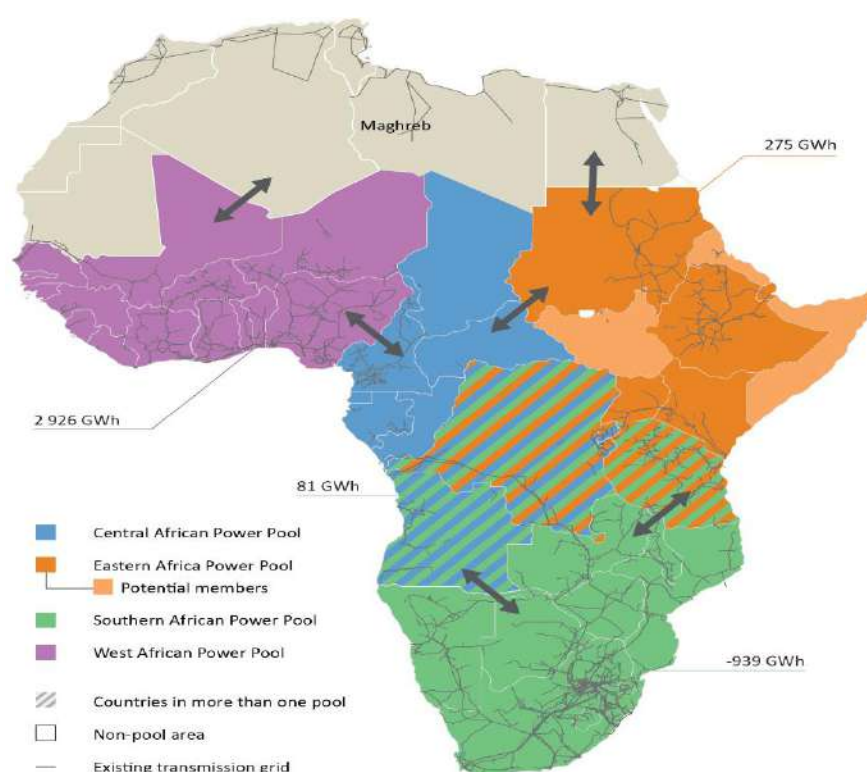 Maghreb
275 GWh
2 926 GWh
81 GWh
-939 GWh
Central African Power Pool
Eastern Africa Power Pool
Potential members
Southern African Power Pool
West African Power Pool
Countries in more than one pool
Non-pool area
Existing transmission grid